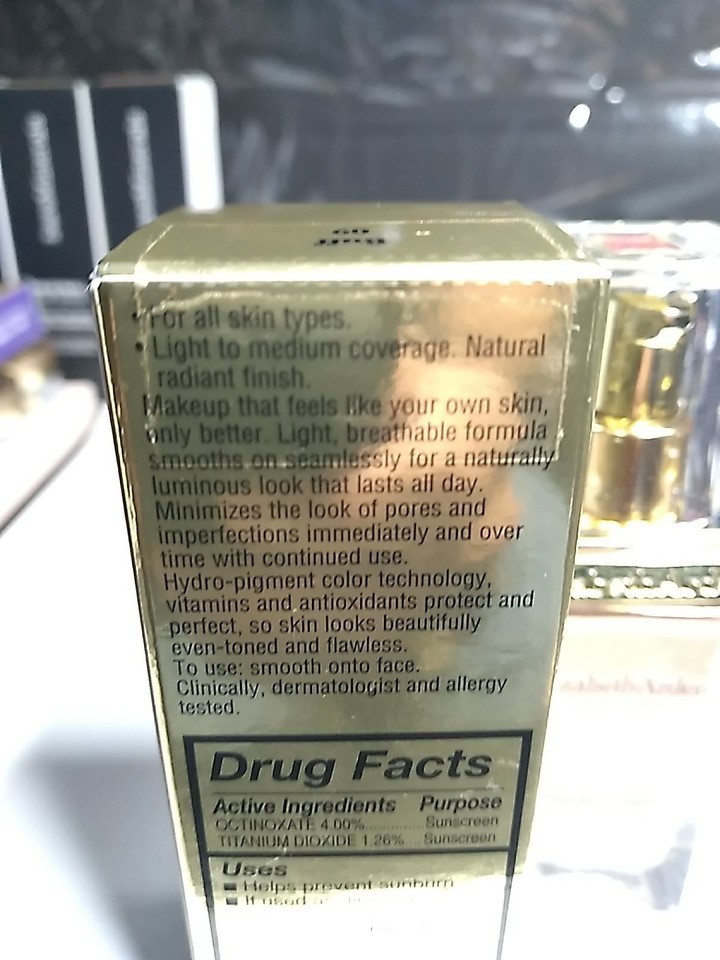 Buff
09
• For all skin types.
• Light to medium coverage. Natural
radiant finish.
Makeup that feels like your own skin,
only better. Light, breathable formula
smooths on seamlessly for a naturally
luminous look that lasts all day.
Minimizes the look of pores and
imperfections immediately and over
time with continued use.
Hydro-pigment color technology,
vitamins and antioxidants protect and
perfect, so skin looks beautifully
even-toned and flawless.
To use: smooth onto face.
Clinically, dermatologist and allergy
tested.
Drug Facts
Active Ingredients Purpose
OCTINOXATE 4.00%............Sunscreen
TITANIUM DIOXIDE 1.26%...Sunscreen
Uses
■ Helps prevent sunburn
■ If used